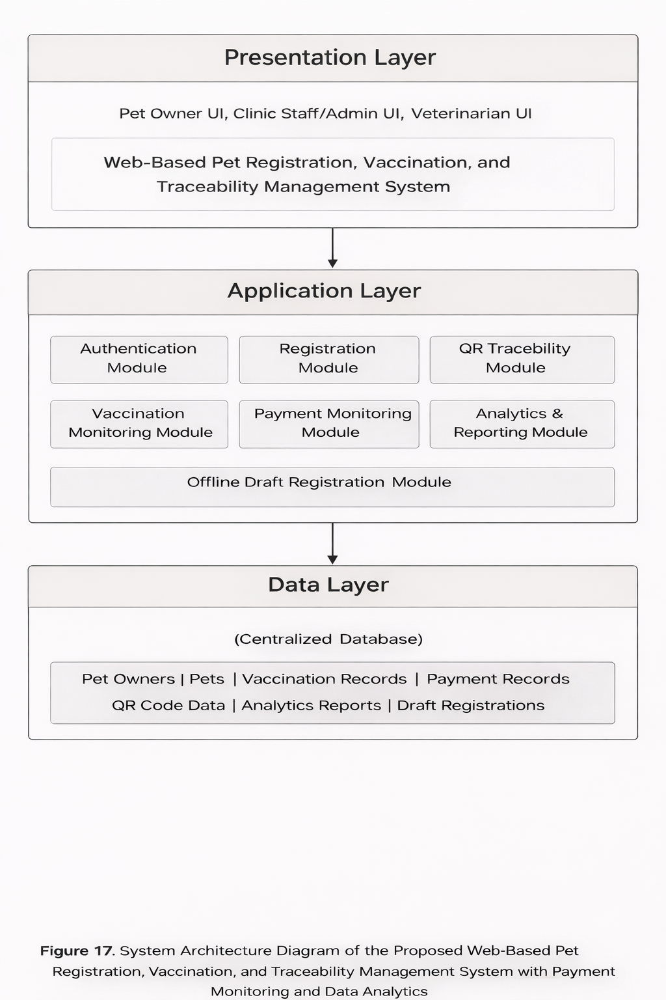 Presentation Layer
Pet Owner UI, Clinic Staff/Admin UI, Veterinarian UI
Web-Based Pet Registration, Vaccination, and
Traceability Management System
Application Layer
Authentication
Module
Registration
Module
QR Tracebility
Module
Vaccination
Monitoring Module
Payment Monitoring
Module
Analytics &
Reporting Module
Offline Draft Registration Module
Data Layer
(Centralized Database)
Pet Owners | Pets | Vaccination Records | Payment Records
QR Code Data | Analytics Reports | Draft Registrations
Figure 17. System Architecture Diagram of the Proposed Web-Based Pet
Registration, Vaccination, and Traceability Management System with Payment
Monitoring and Data Analytics